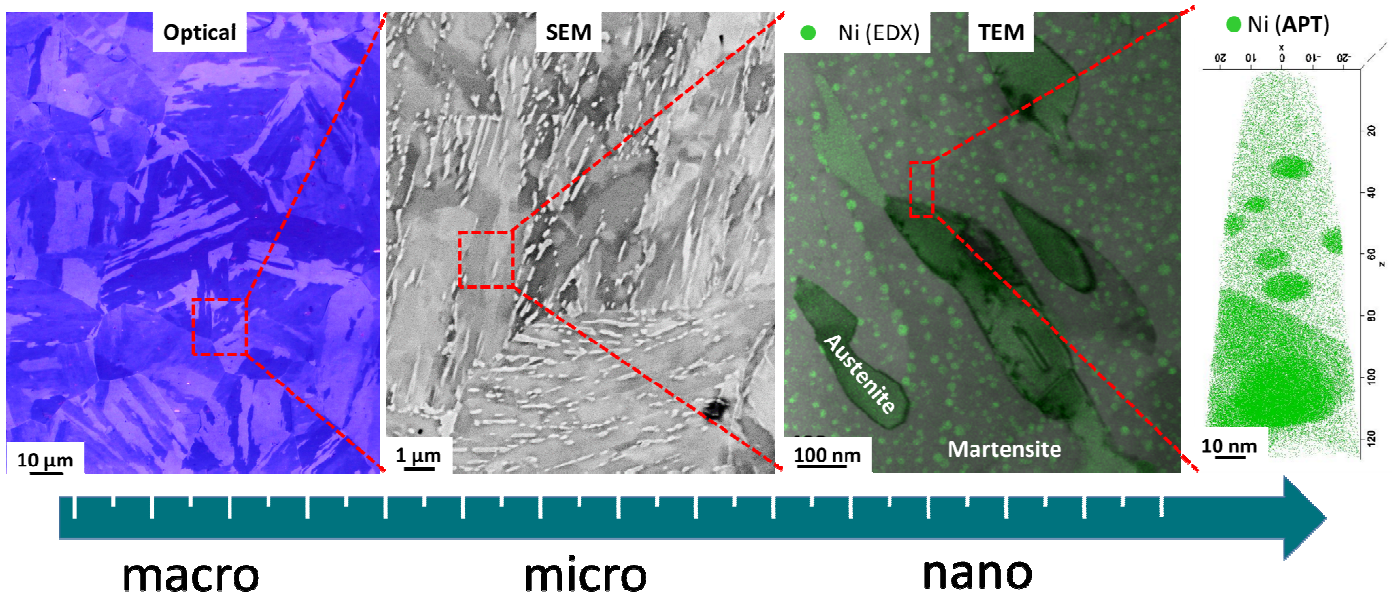 Optical
SEM
Ni (EDX)
TEM
Ni (APT)
x
20 10 0 -10 -20
20
40
60
z
80
100
120
Austenite
Martensite
10 µm
1 µm
100 nm
10 nm
macro
micro
nano